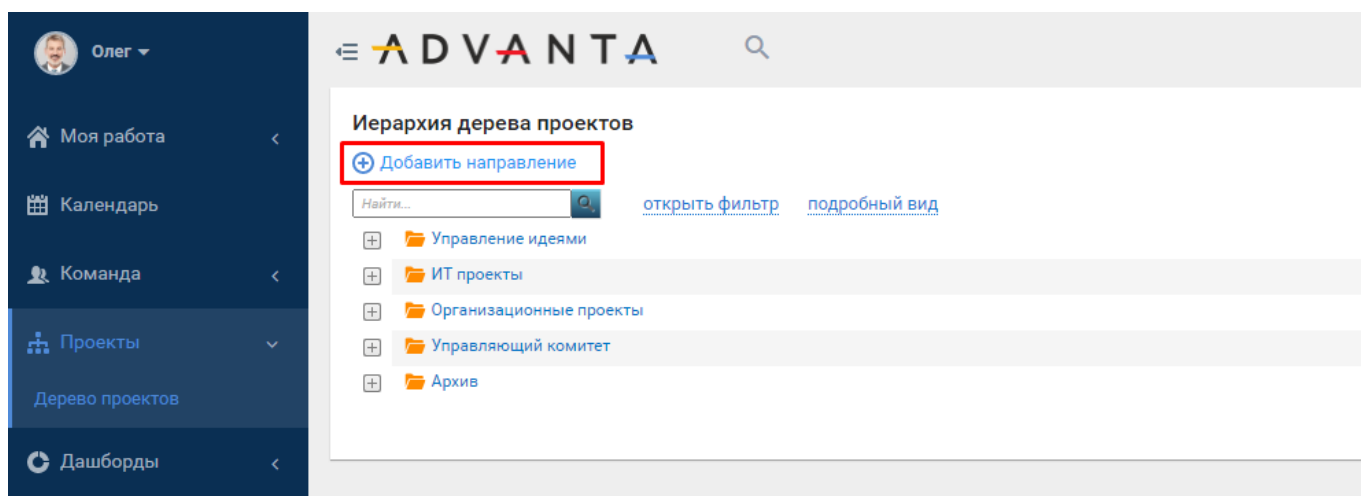 Олег
Моя работа
Календарь
Команда
Проекты
Дерево проектов
Дашборды
ADVANTA
Иерархия дерева проектов
Добавить направление
Найти...
открыть фильтр подробный вид
Управление идеями
ИТ проекты
Организационные проекты
Управляющий комитет
Архив